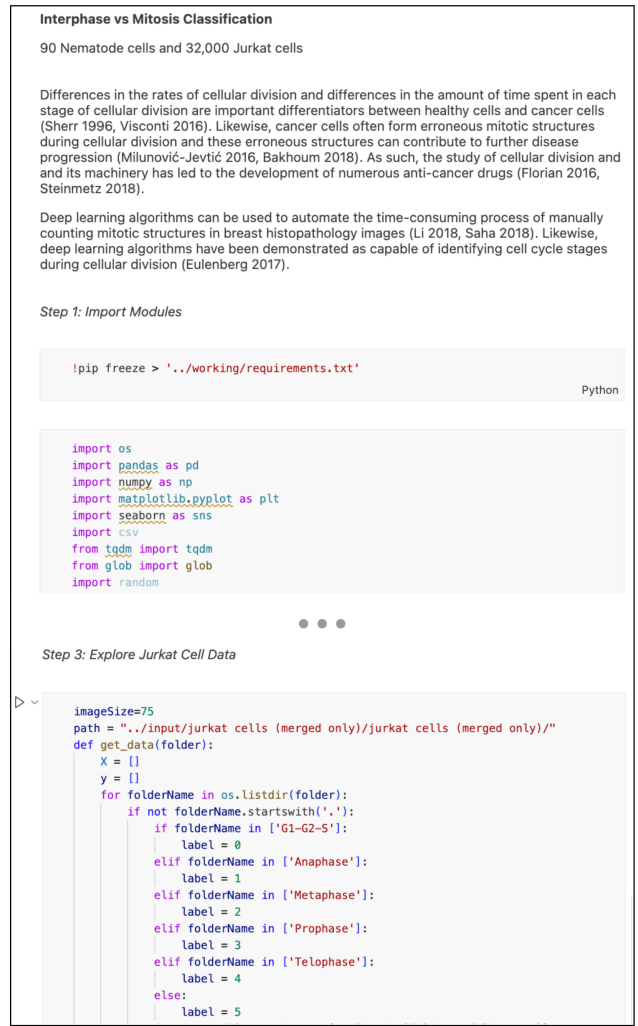 Interphase vs Mitosis Classification
90 Nematode cells and 32,000 Jurkat cells
Differences in the rates of cellular division and differences in the amount of time spent in each
stage of cellular division are important differentiators between healthy cells and cancer cells
(Sherr 1996, Visconti 2016). Likewise, cancer cells often form erroneous mitotic structures
during cellular division and these erroneous structures can contribute to further disease
progression (Milunović-Jevtić 2016, Bakhoum 2018). As such, the study of cellular division and
and its machinery has led to the development of numerous anti-cancer drugs (Florian 2016,
Steinmetz 2018).
Deep learning algorithms can be used to automate the time-consuming process of manually
counting mitotic structures in breast histopathology images (Li 2018, Saha 2018). Likewise,
deep learning algorithms have been demonstrated as capable of identifying cell cycle stages
during cellular division (Eulenberg 2017).
Step 1: Import Modules
!pip freeze > '../working/requirements.txt'
Python
import os
import pandas as pd
import numpy as np
import matplotlib.pyplot as plt
import seaborn as sns
import csv
from tqdm import tqdm
from glob import glob
import random
Step 3: Explore Jurkat Cell Data
imageSize=75
path = "../input/jurkat cells (merged only)/jurkat cells (merged only)/"
def get_data(folder):
    X = []
    y = []
    for folderName in os.listdir(folder):
        if not folderName.startswith('.'):
            if folderName in ['G1-G2-S']:
                label = 0
            elif folderName in ['Anaphase']:
                label = 1
            elif folderName in ['Metaphase']:
                label = 2
            elif folderName in ['Prophase']:
                label = 3
            elif folderName in ['Telophase']:
                label = 4
            else:
                label = 5